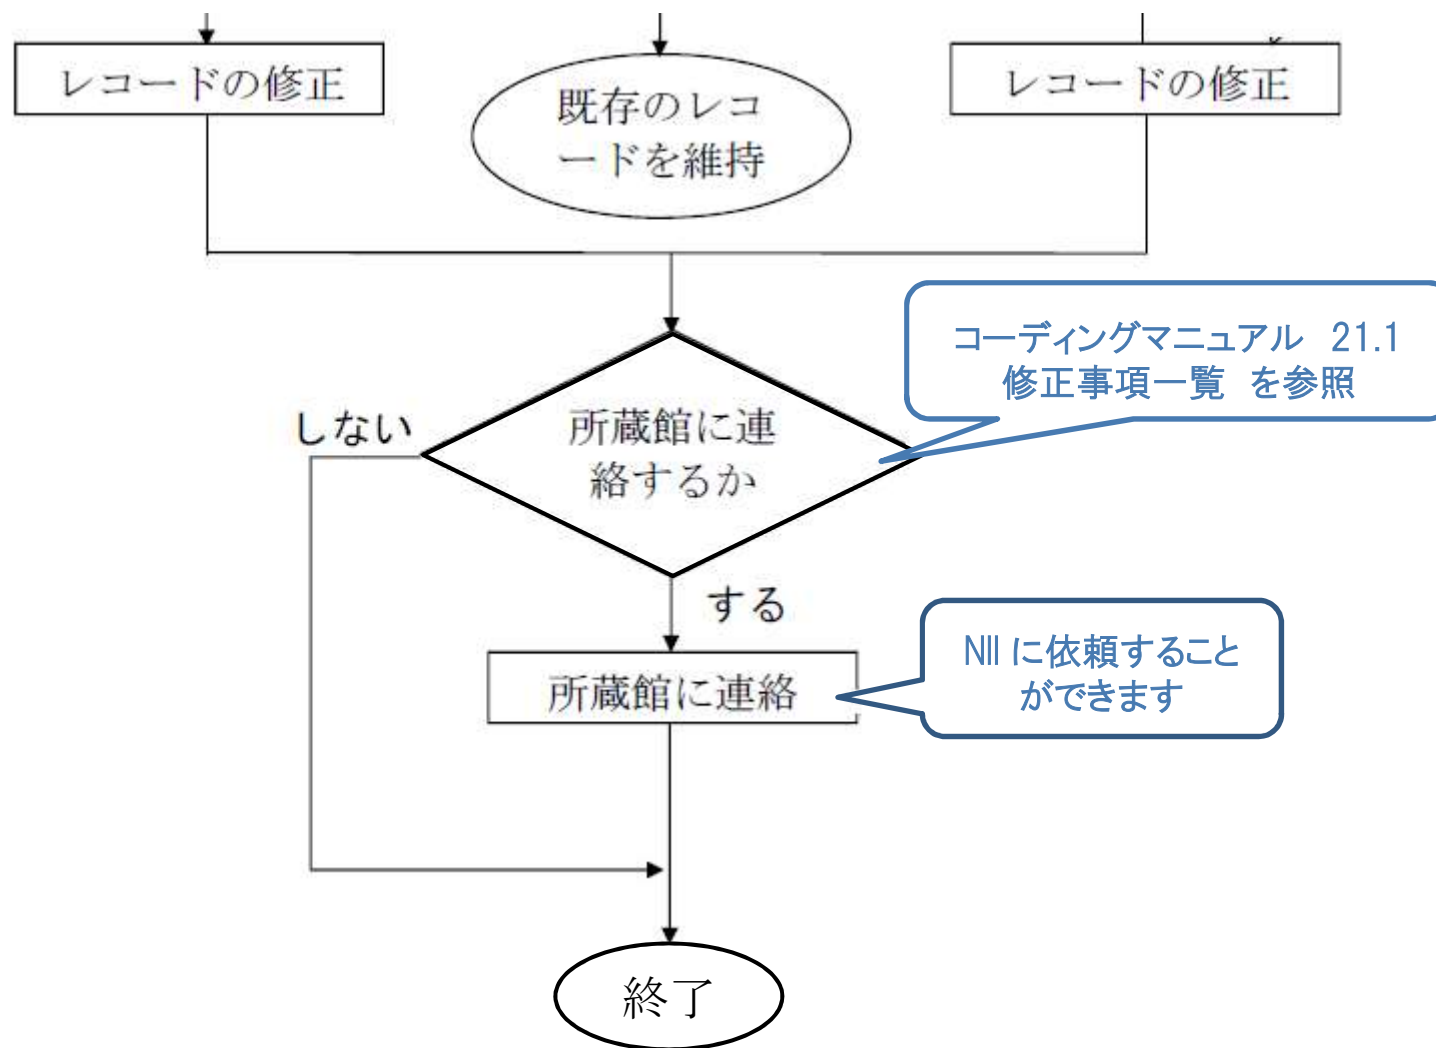 レコードの修正
既存のレコ
ードを維持
レコードの修正
コーディングマニュアル 21.1
修正事項一覧 を参照
しない
所蔵館に連
絡するか
する
NII に依頼すること
ができます
所蔵館に連絡
終了